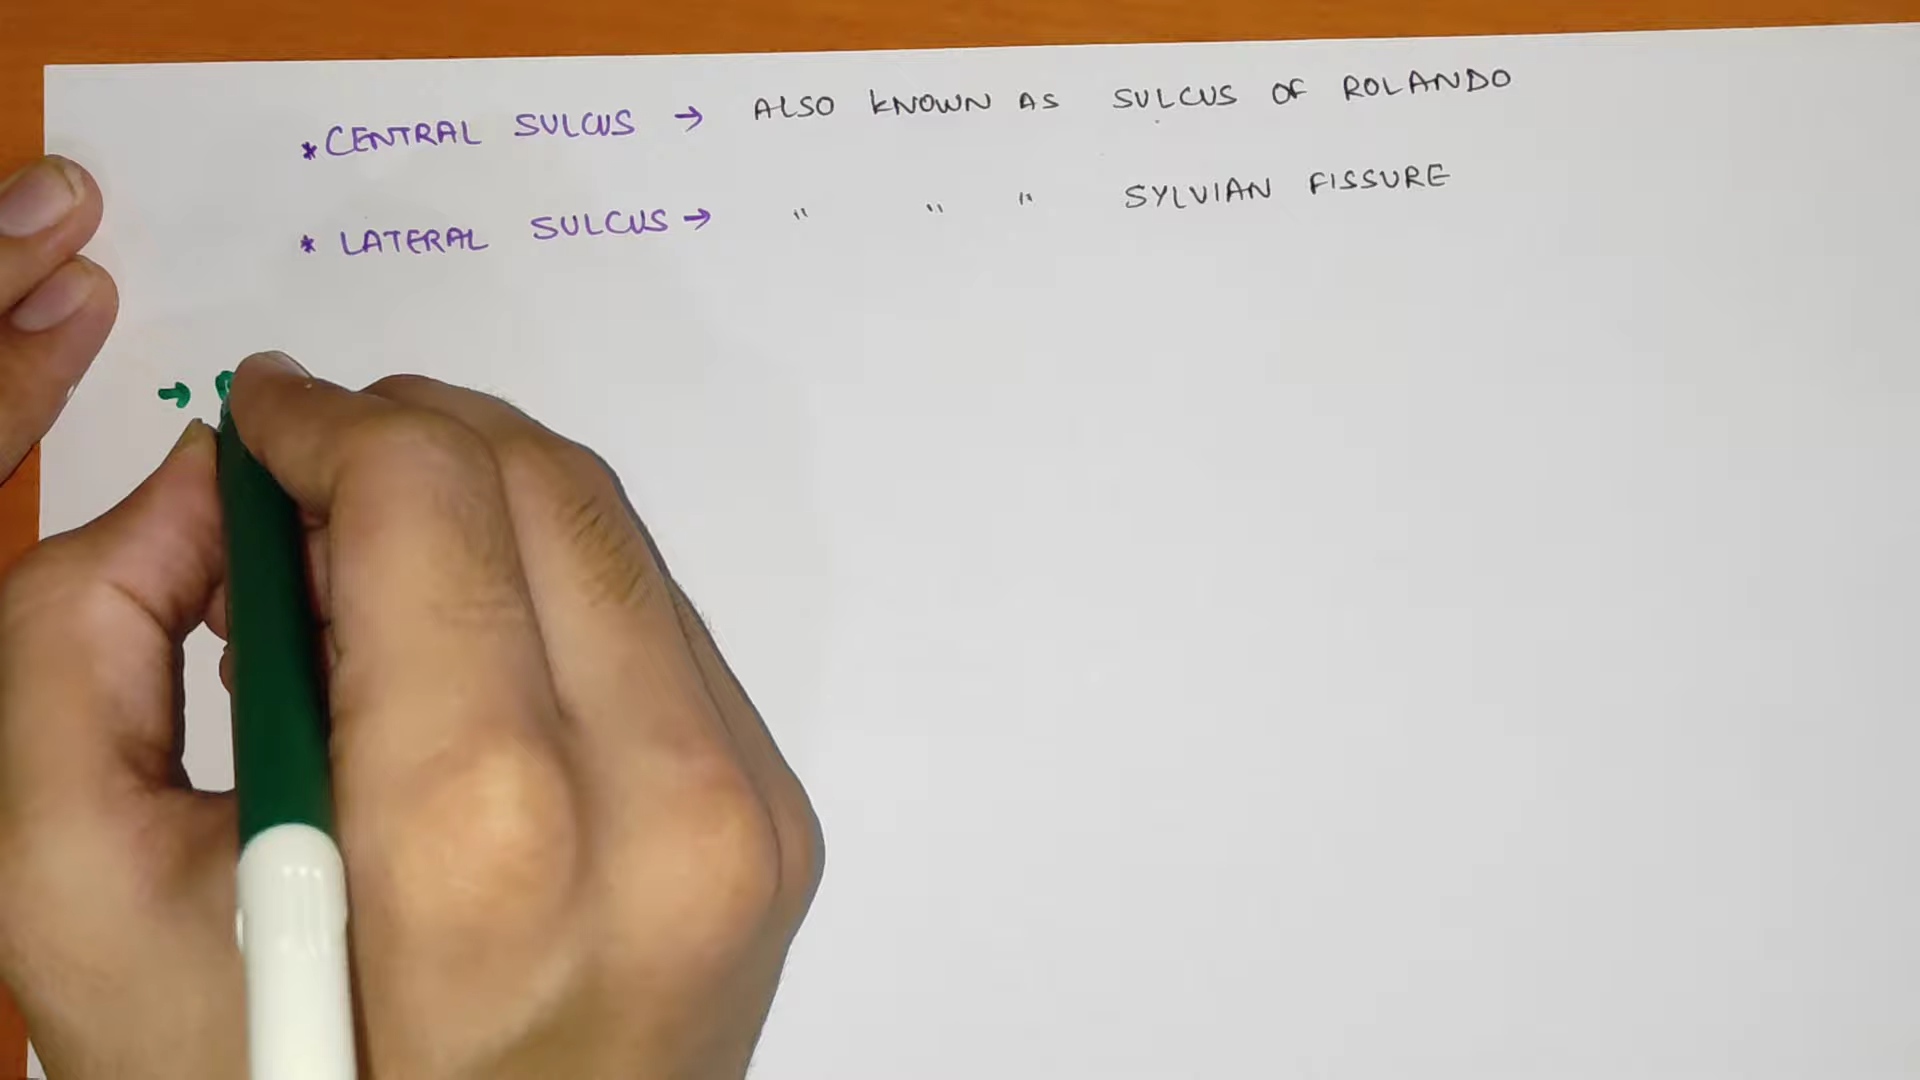 * CENTRAL SULCUS → ALSO KNOWN AS SULCUS OF ROLANDO
* LATERAL SULCUS → " " " SYLVIAN FISSURE
→